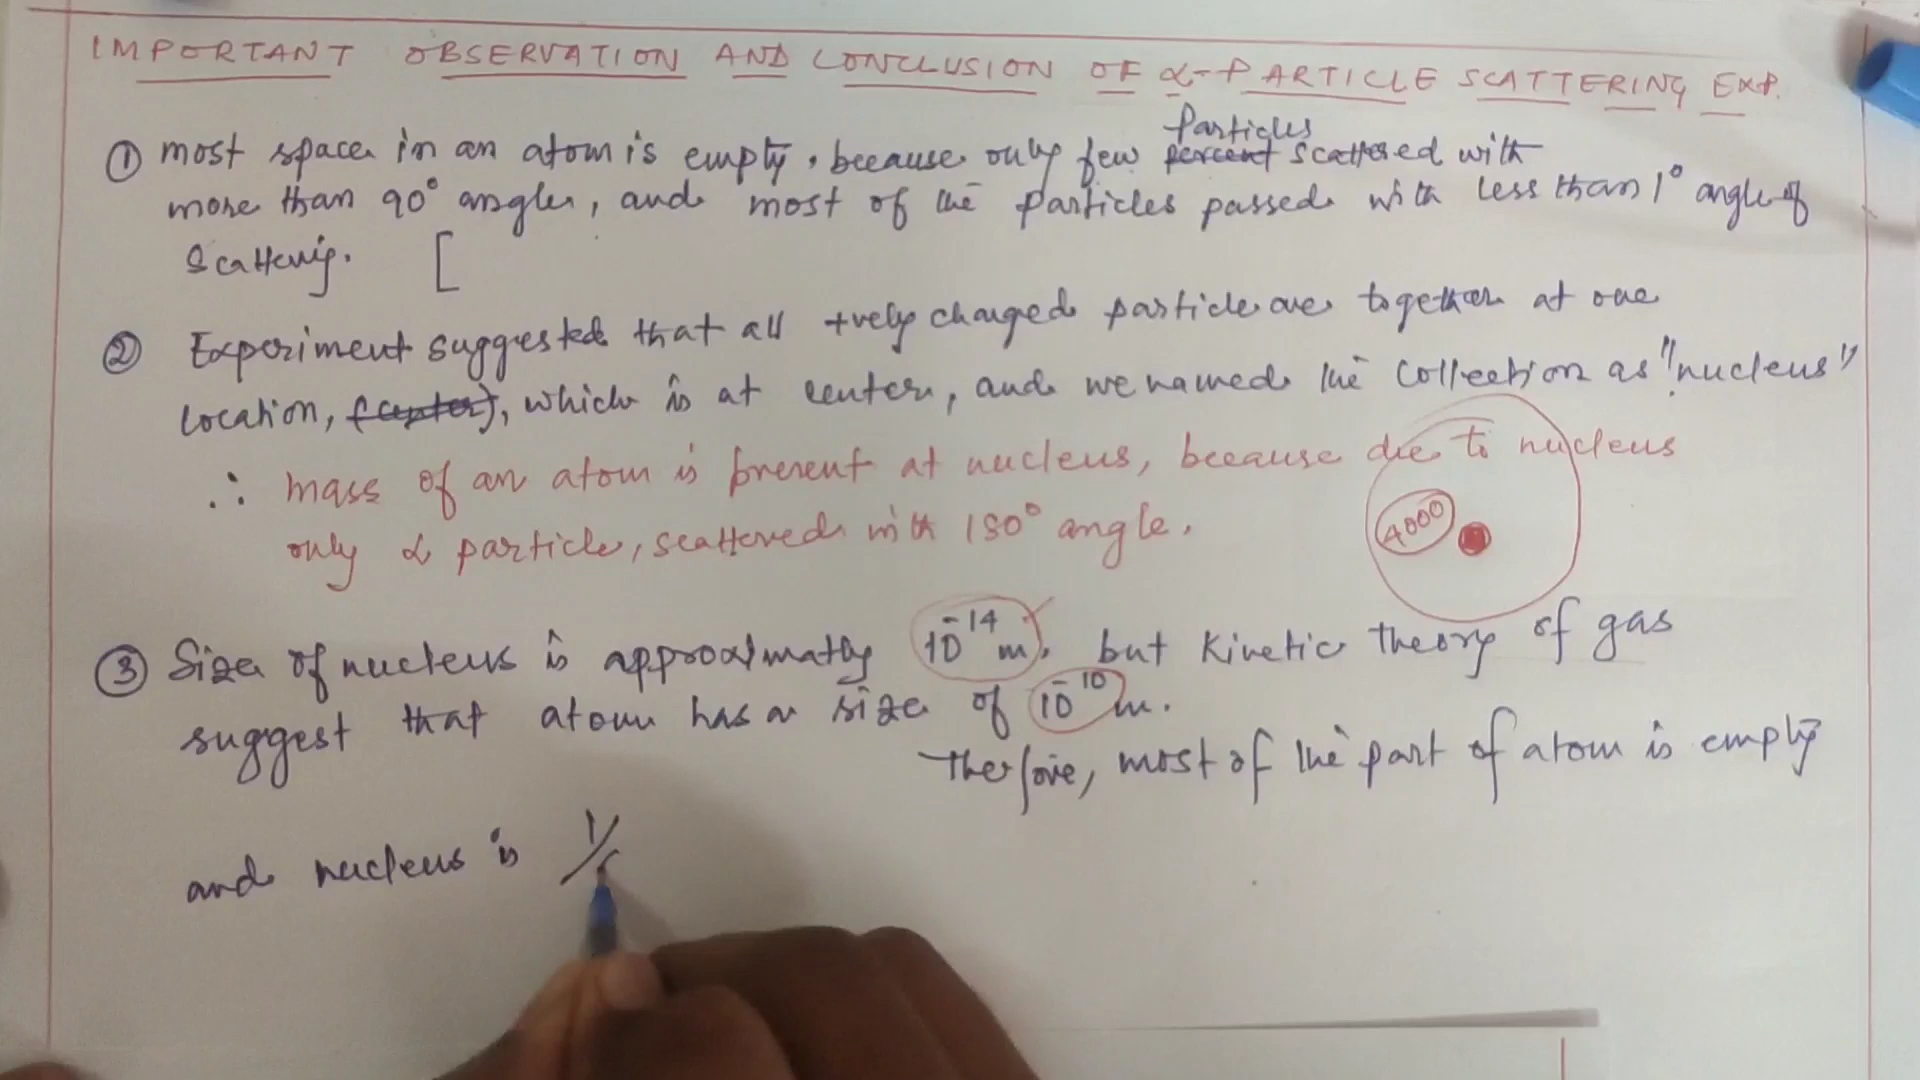 IMPORTANT OBSERVATION AND CONCLUSION OF α-PARTICLE SCATTERING EXP.
① most space in an atom is empty, because only few percent particles scattered with
more than 90° angle, and most of the particles passed with less than 1° angle of
scattering. [
② Experiment suggested that all +vely charged particle are together at one
location, (center), which is at center, and we named the collection as "nucleus"
∴ mass of an atom is present at nucleus, because due to nucleus
only α particle, scattered with 180° angle.
4000
③ Size of nucleus is approximatly 10⁻¹⁴ m, but Kinetic theory of gas
suggest that atom has a size of 10⁻¹⁰ m.
Therfore, most of the part of atom is empty
and nucleus is 1/